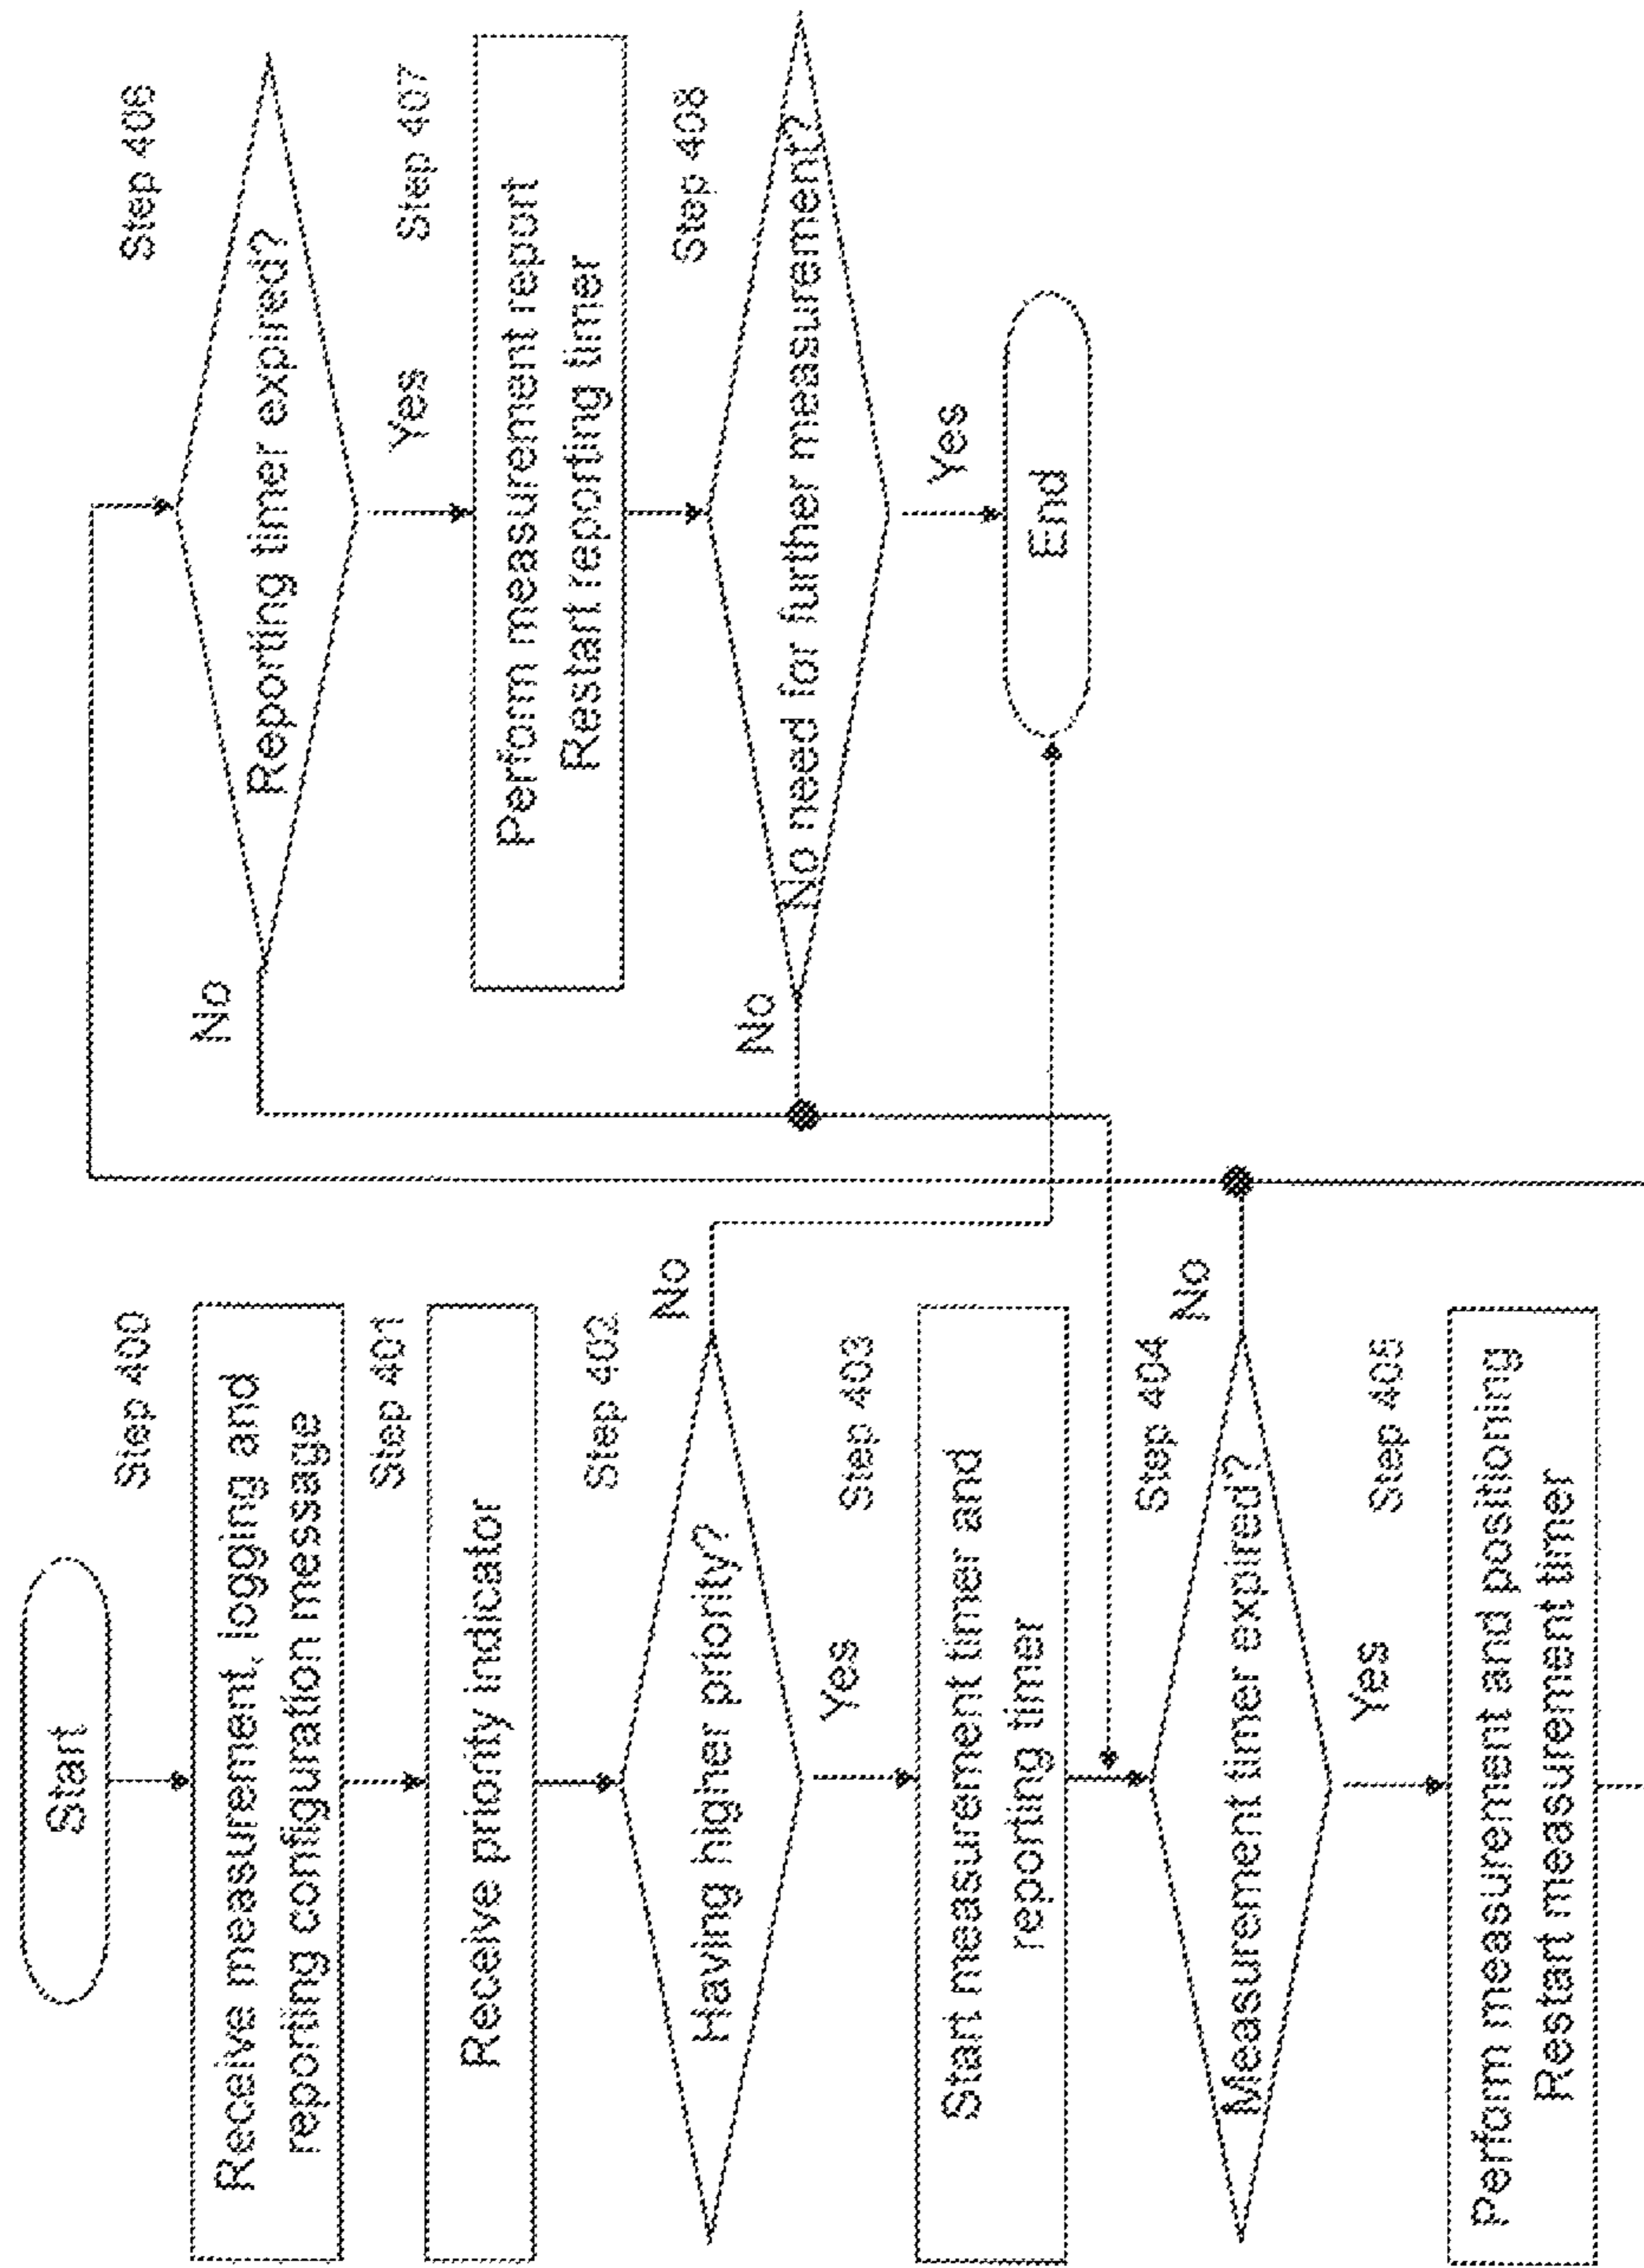 Start
Step 400
Receive measurement, logging and
reporting configuration message
Step 401
Receive priority indicator
Step 402
Having higher priority?
No
Yes
Step 403
Start measurement timer and
reporting timer
Step 404
Measurement timer expired?
No
Yes
Step 405
Perform measurement and positioning
Restart measurement timer
Step 406
Reporting timer expired?
No
Yes
Step 407
Perform measurement report
Restart reporting timer
Step 408
No need for further measurement?
No
Yes
End